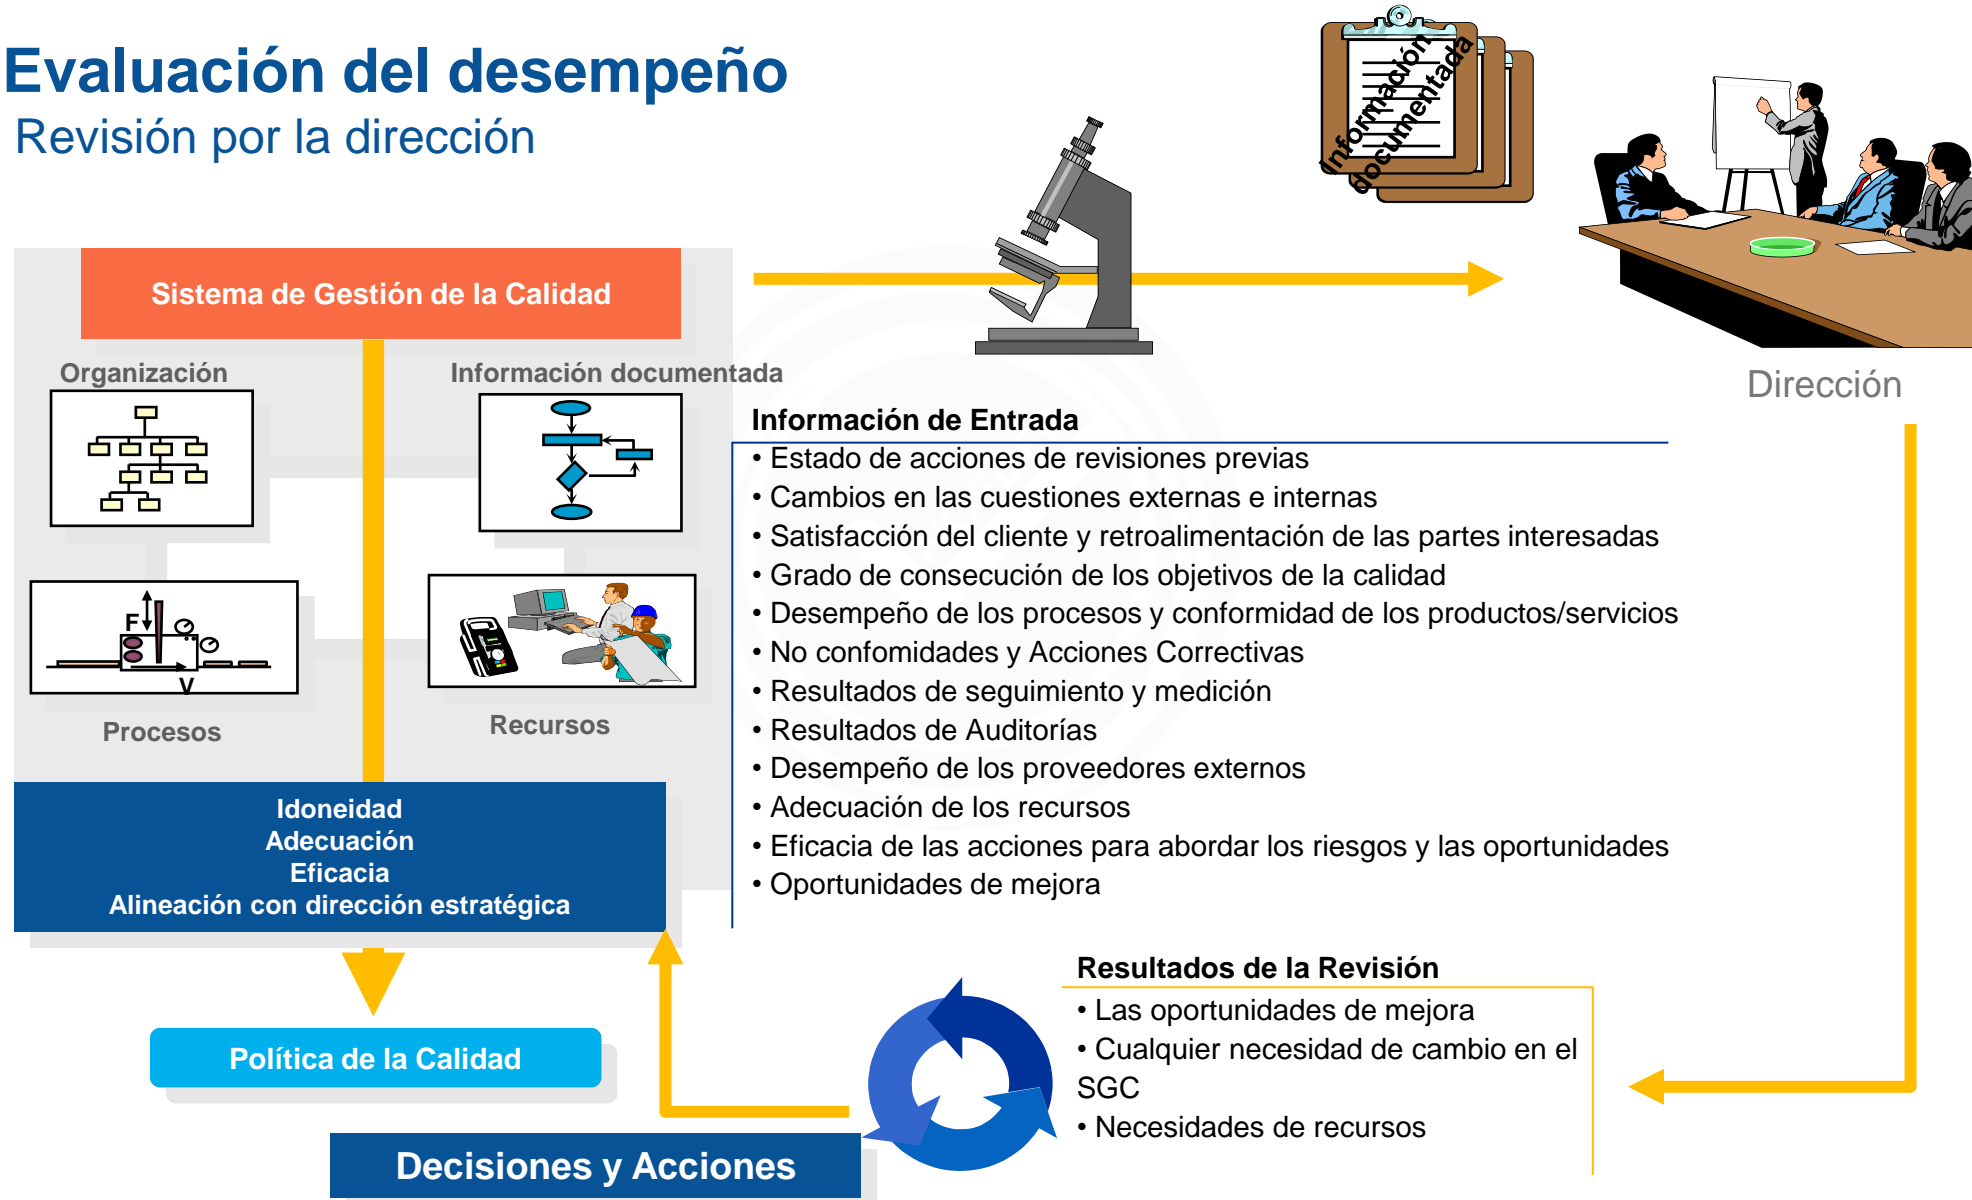 Evaluación del desempeño
Revisión por la dirección
Información
documentada
Sistema de Gestión de la Calidad
Organización
Información documentada
F
V
Procesos
Recursos
Dirección
Información de Entrada
• Estado de acciones de revisiones previas
• Cambios en las cuestiones externas e internas
• Satisfacción del cliente y retroalimentación de las partes interesadas
• Grado de consecución de los objetivos de la calidad
• Desempeño de los procesos y conformidad de los productos/servicios
• No confomidades y Acciones Correctivas
• Resultados de seguimiento y medición
• Resultados de Auditorías
• Desempeño de los proveedores externos
• Adecuación de los recursos
• Eficacia de las acciones para abordar los riesgos y las oportunidades
• Oportunidades de mejora
Idoneidad
Adecuación
Eficacia
Alineación con dirección estratégica
Política de la Calidad
Resultados de la Revisión
• Las oportunidades de mejora
• Cualquier necesidad de cambio en el
SGC
• Necesidades de recursos
Decisiones y Acciones